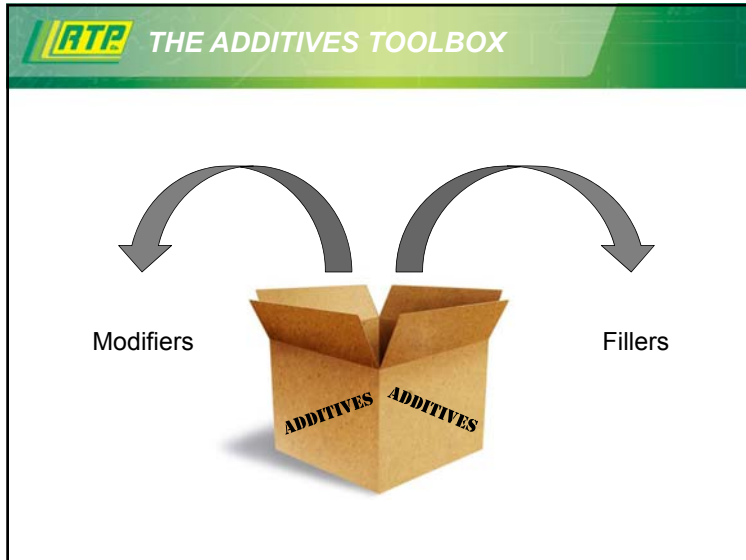 RTP
THE ADDITIVES TOOLBOX
Modifiers
Fillers
ADDITIVES
ADDITIVES